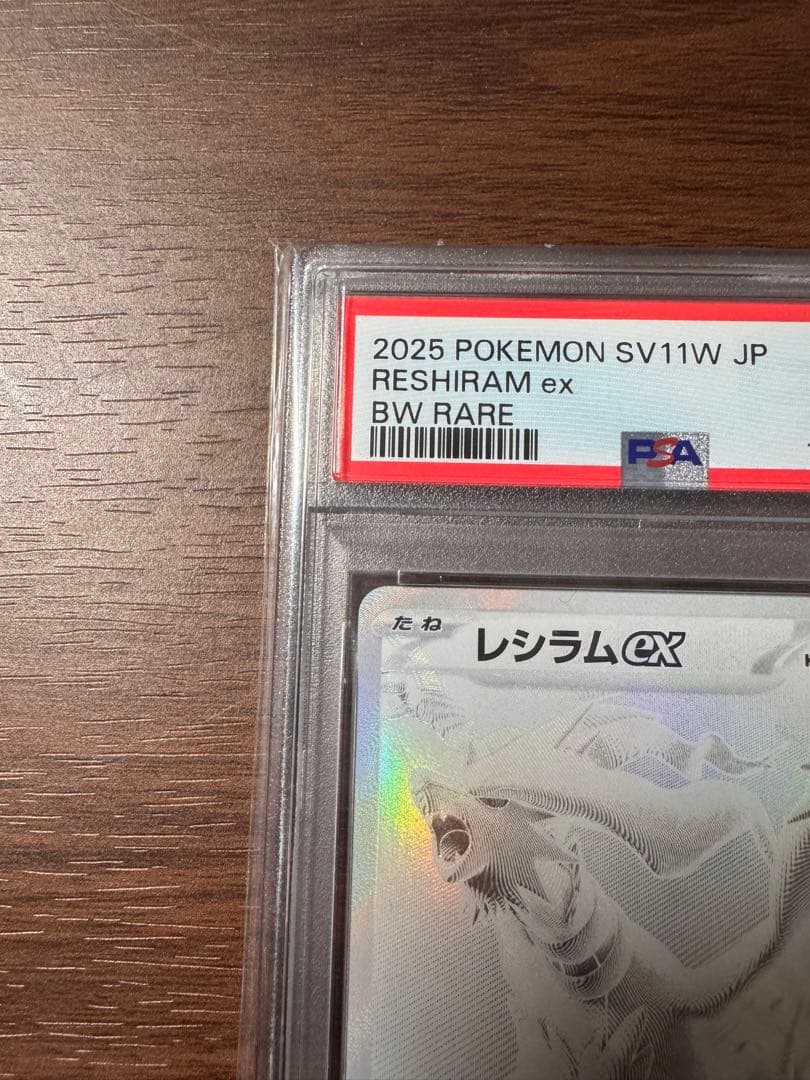 2025 POKEMON SV11W JP
RESHIRAM ex
BW RARE
PSA
たね
レシラムex